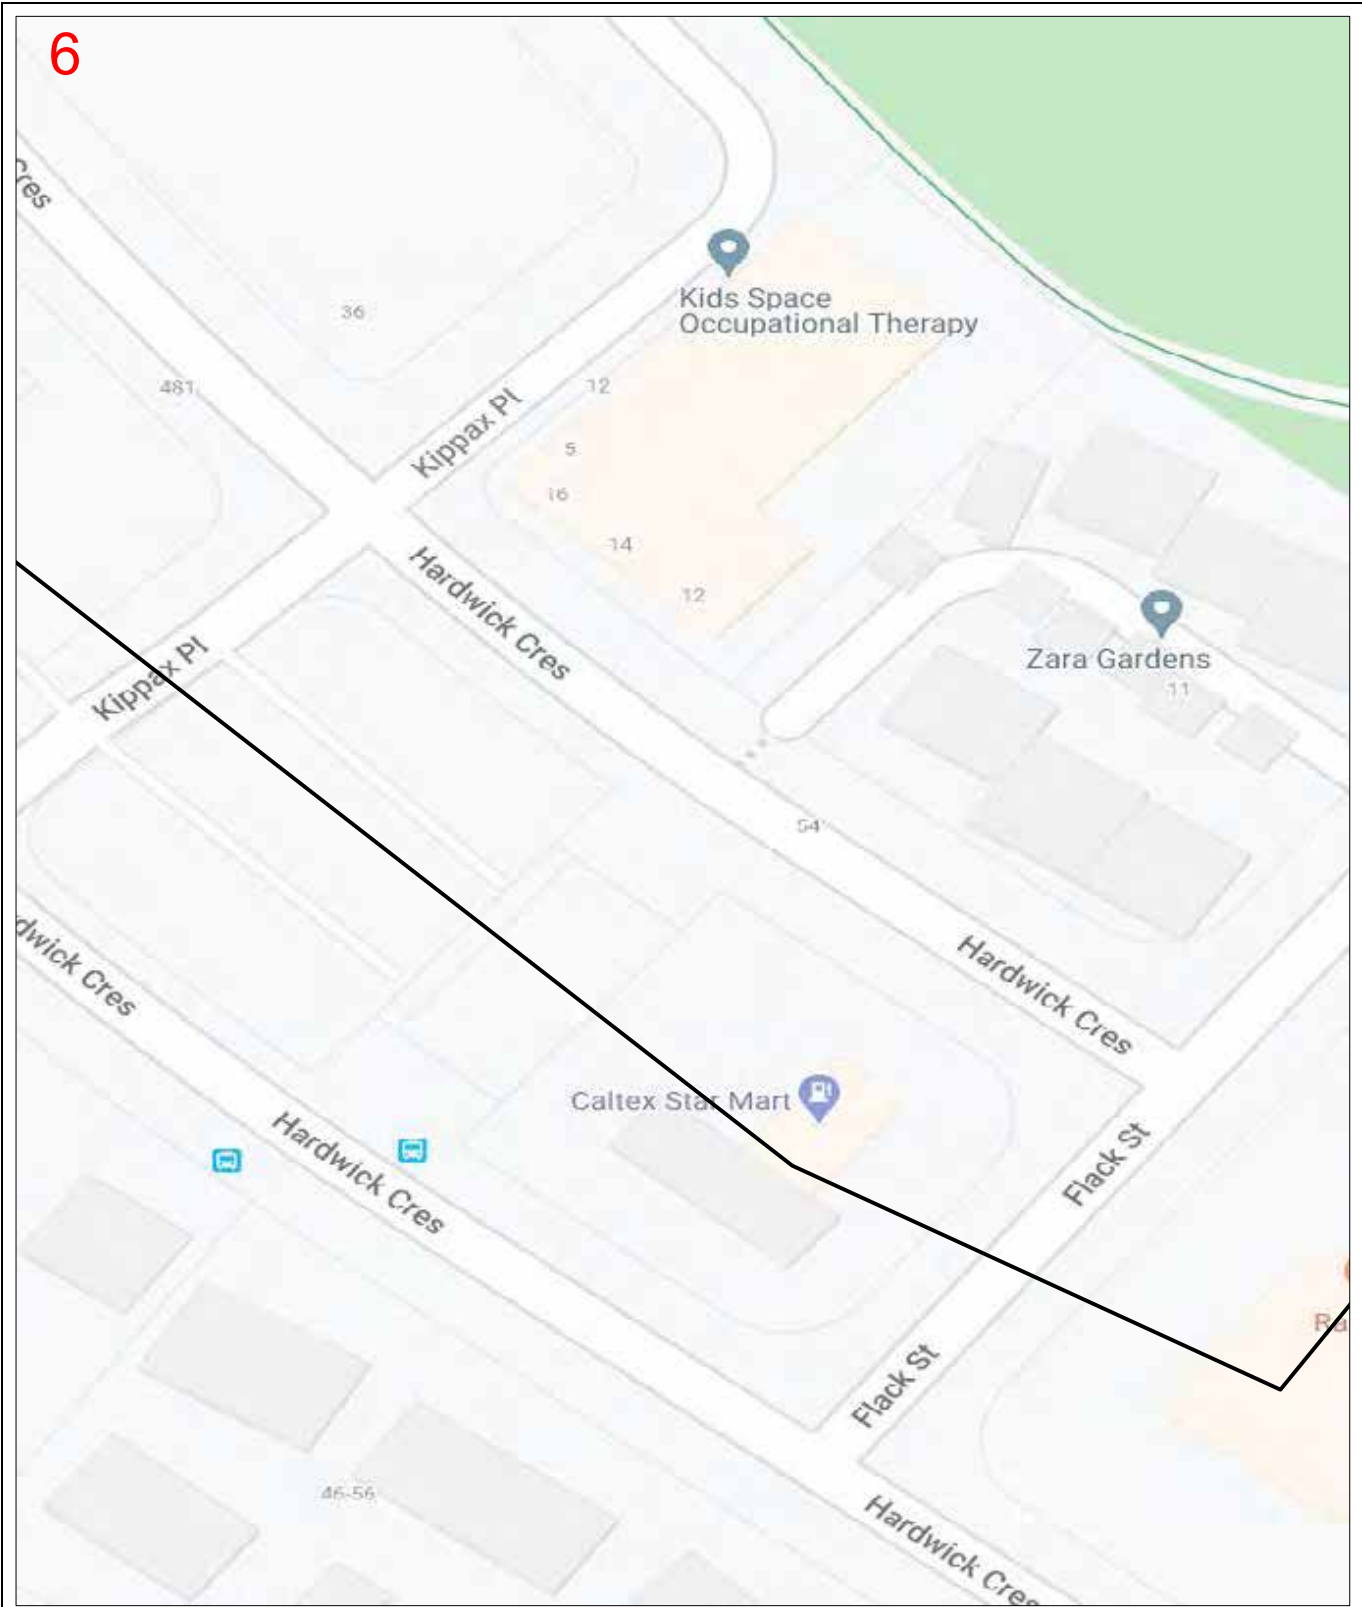 6
Cres
Kids Space
Occupational Therapy
36
481
12
Kippax Pl
5
16
14
Hardwick Cres
12
Kippax Pl
Zara Gardens
11
54
dwick Cres
Hardwick Cres
Caltex Star Mart
Hardwick Cres
Flack St
Ra
Flack St
46-56
Hardwick Cres